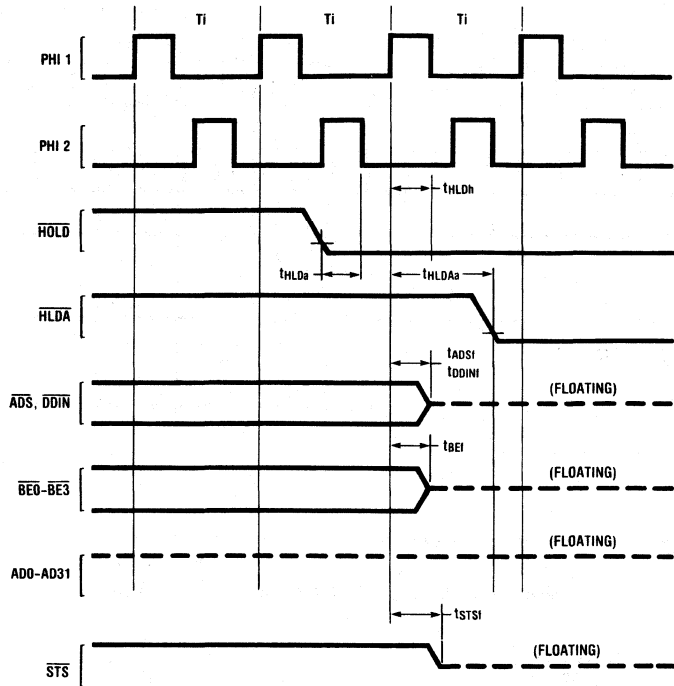 Ti Ti Ti
PHI 1
PHI 2
tHLDh
HOLD
tHLDa tHLDAa
HLDA
tADSf
tDDINf
ADS, DDIN (FLOATING)
tBEf
BE0-BE3 (FLOATING)
(FLOATING)
AD0-AD31
tSTSf
STS (FLOATING)